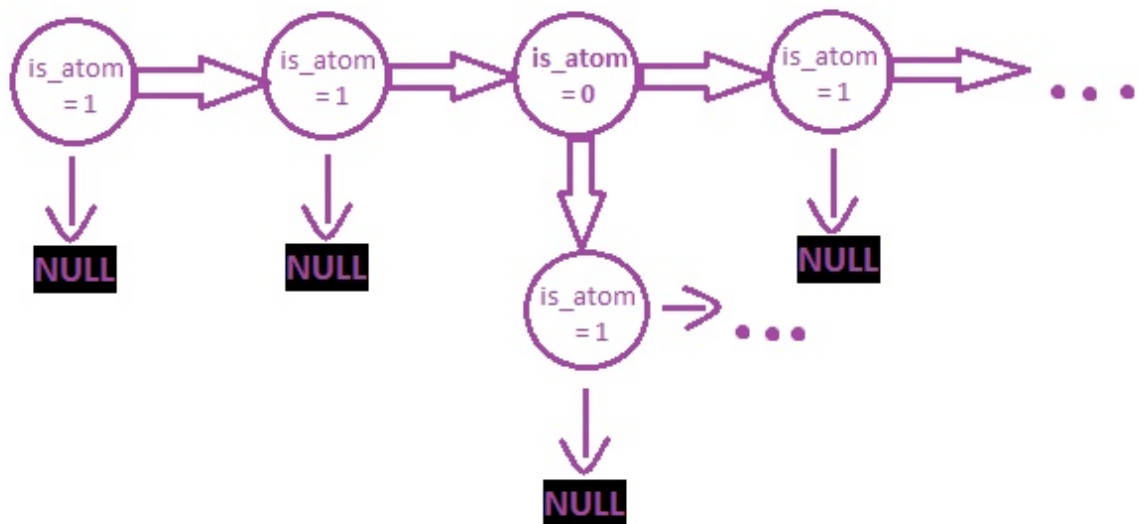 is_atom
= 1
is_atom
= 1
is_atom
= 0
is_atom
= 1
NULL
NULL
NULL
is_atom
= 1
NULL